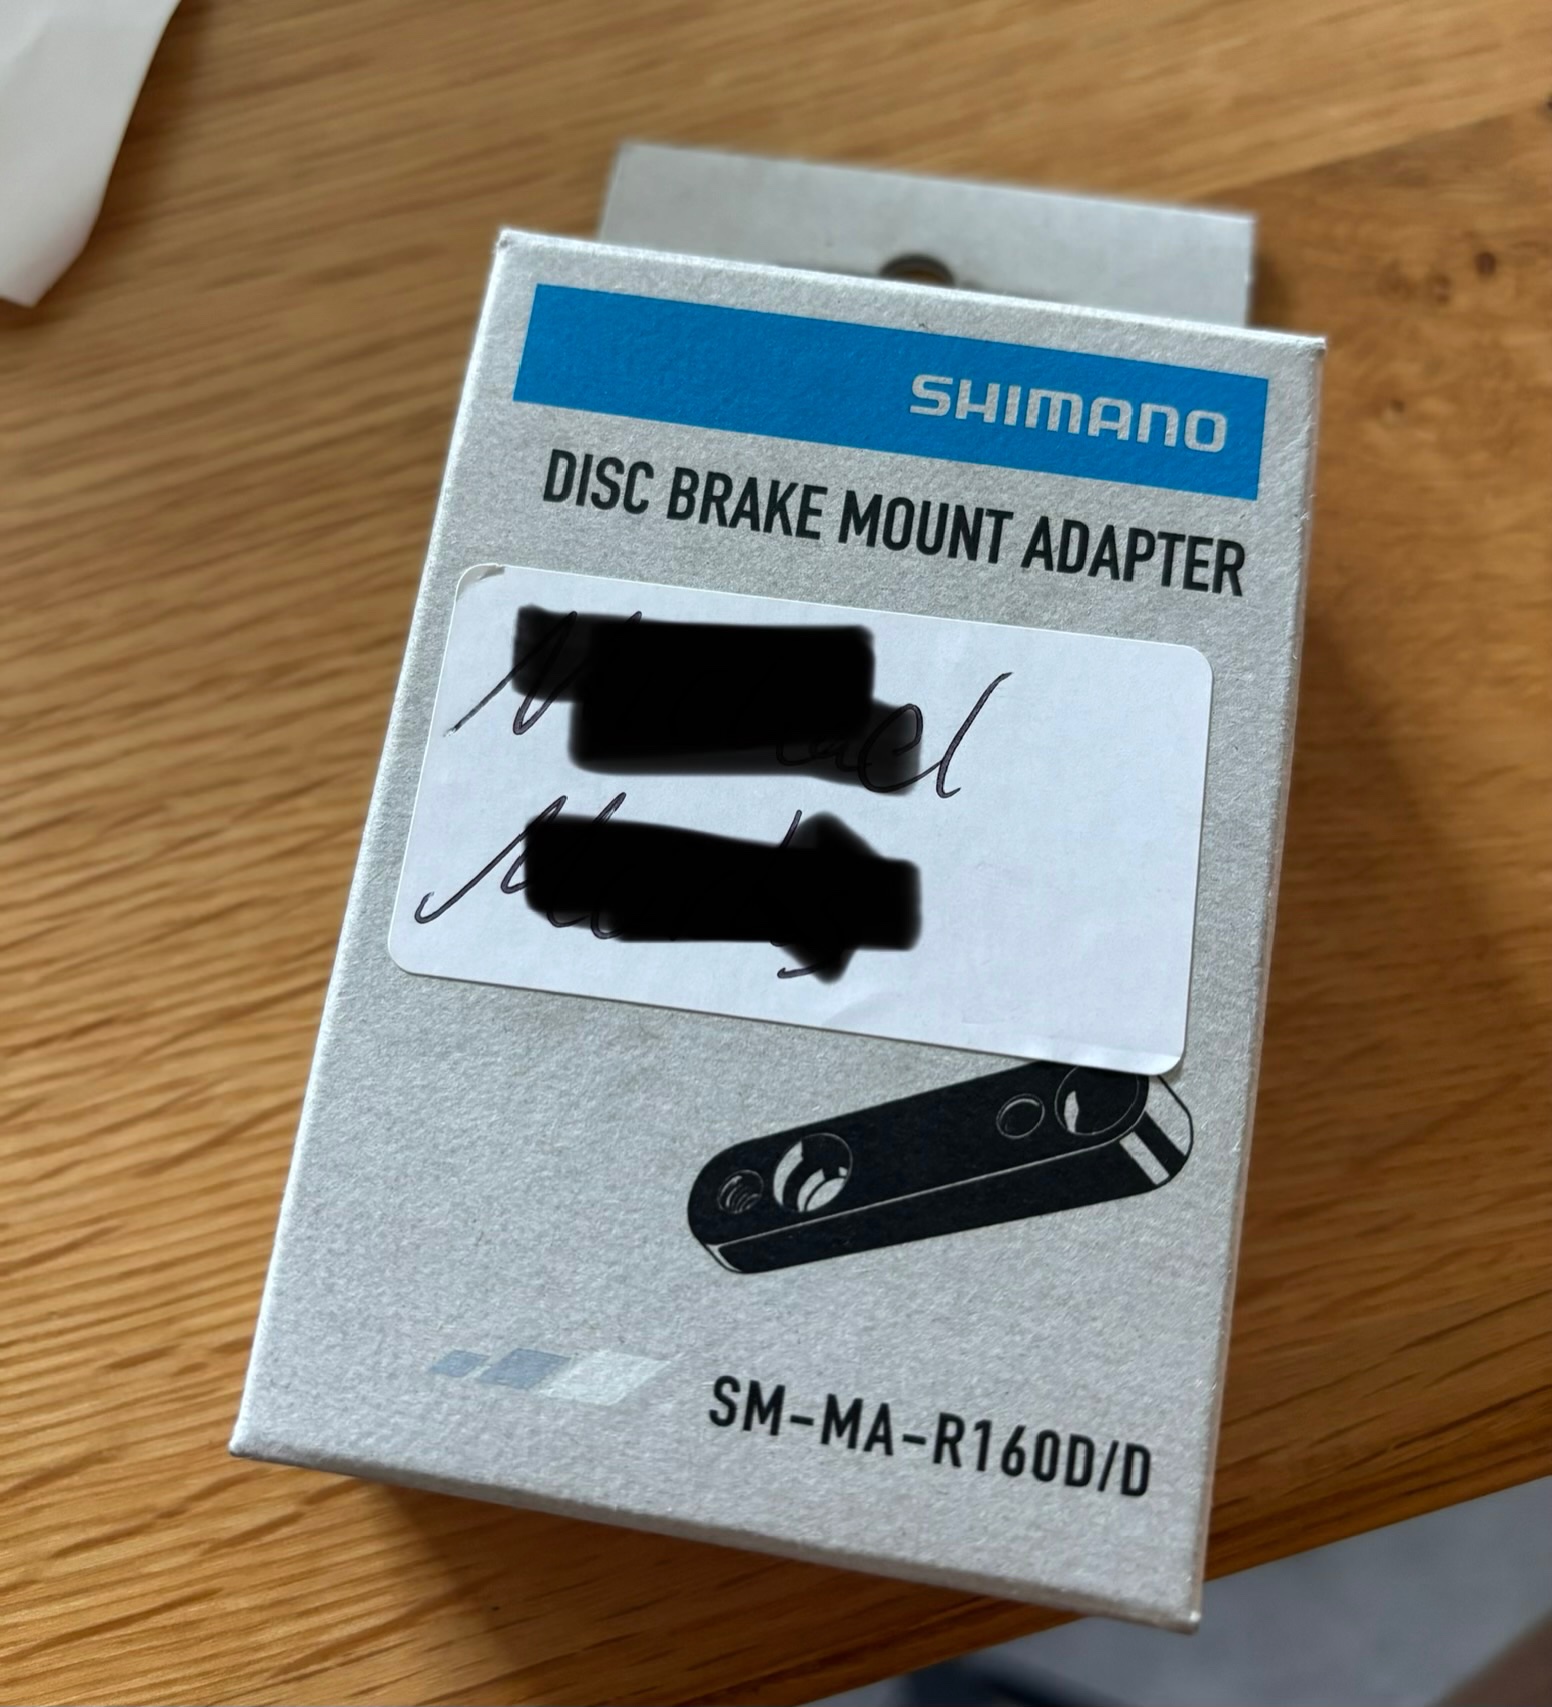 SHIMANO
DISC BRAKE MOUNT ADAPTER
SM-MA-R160D/D